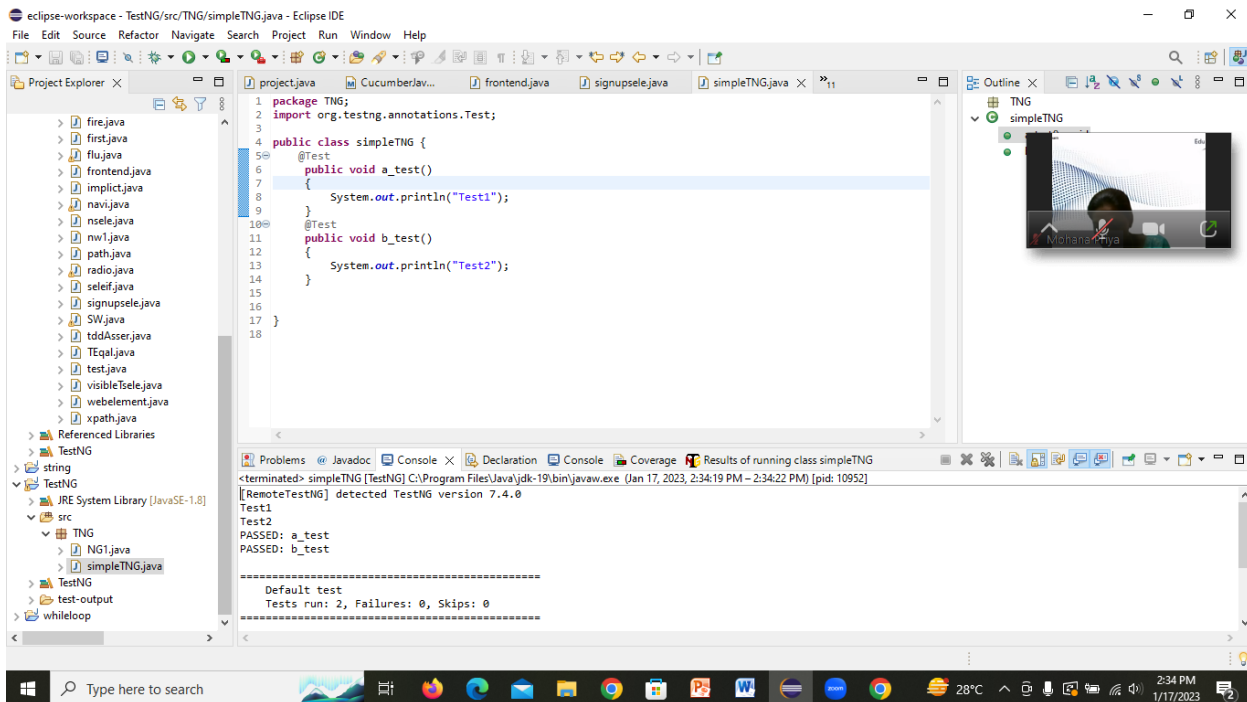 eclipse-workspace - TestNG/src/TNG/simpleTNG.java - Eclipse IDE
File Edit Source Refactor Navigate Search Project Run Window Help
Project Explorer
fire.java
first.java
flu.java
frontend.java
implict.java
navi.java
nsele.java
nw1.java
path.java
radio.java
seleif.java
signupsele.java
SW.java
tddAsser.java
TEqal.java
test.java
visibleTsele.java
webelement.java
xpath.java
Referenced Libraries
TestNG
string
TestNG
JRE System Library [JavaSE-1.8]
src
TNG
NG1.java
simpleTNG.java
TestNG
test-output
whileloop
project.java CucumberJav... frontend.java signupsele.java simpleTNG.java »11
1 package TNG;
2 import org.testng.annotations.Test;
3
4 public class simpleTNG {
5 @Test
6 public void a_test()
7 {
8 System.out.println("Test1");
9 }
10 @Test
11 public void b_test()
12 {
13 System.out.println("Test2");
14 }
15
16
17 }
18
Outline
TNG
simpleTNG
Edu
Mohana Priya
Problems @ Javadoc Console Declaration Console Coverage Results of running class simpleTNG
<terminated> simpleTNG [TestNG] C:\Program Files\Java\jdk-19\bin\javaw.exe (Jan 17, 2023, 2:34:19 PM – 2:34:22 PM) [pid: 10952]
[RemoteTestNG] detected TestNG version 7.4.0
Test1
Test2
PASSED: a_test
PASSED: b_test
===============================================
Default test
Tests run: 2, Failures: 0, Skips: 0
===============================================
Type here to search
zoom
28°C
2:34 PM
1/17/2023
2